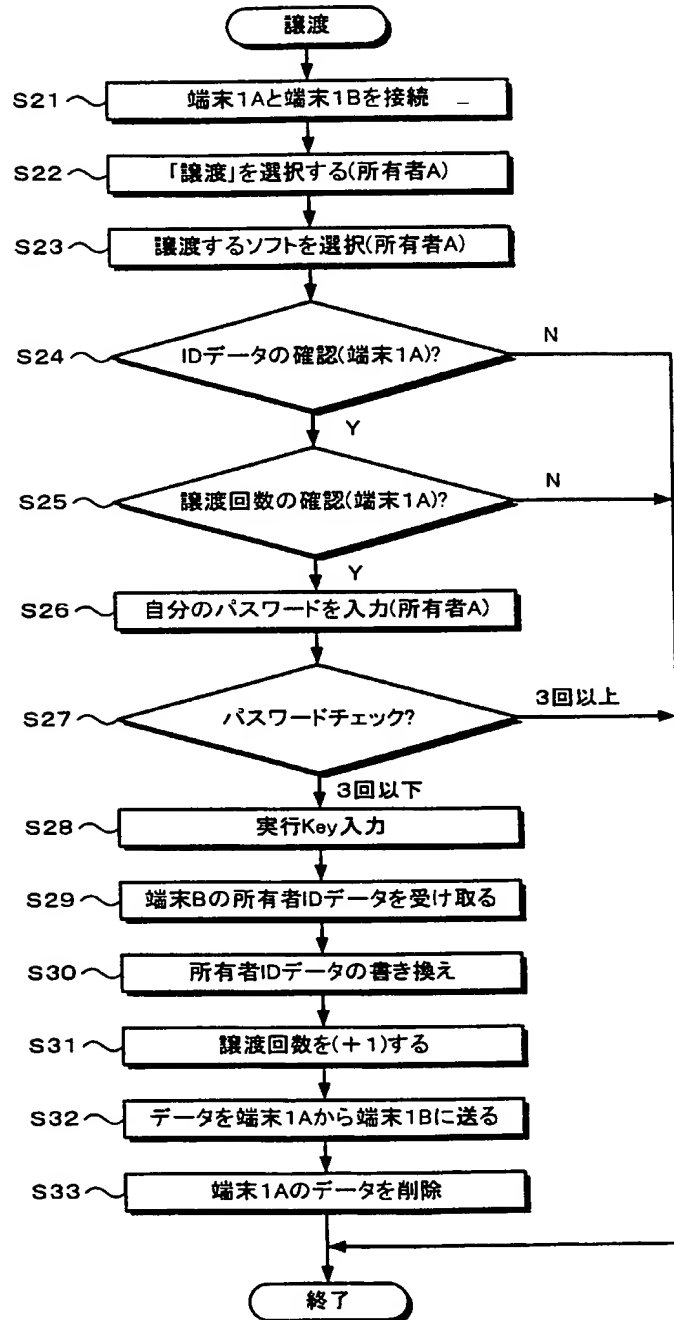 譲渡
S21 端末1Aと端末1Bを接続
S22 「譲渡」を選択する(所有者A)
S23 譲渡するソフトを選択(所有者A)
S24 IDデータの確認(端末1A)? N
Y
S25 譲渡回数の確認(端末1A)? N
Y
S26 自分のパスワードを入力(所有者A)
S27 パスワードチェック? 3回以上
3回以下
S28 実行Key入力
S29 端末Bの所有者IDデータを受け取る
S30 所有者IDデータの書き換え
S31 譲渡回数を(+1)する
S32 データを端末1Aから端末1Bに送る
S33 端末1Aのデータを削除
終了